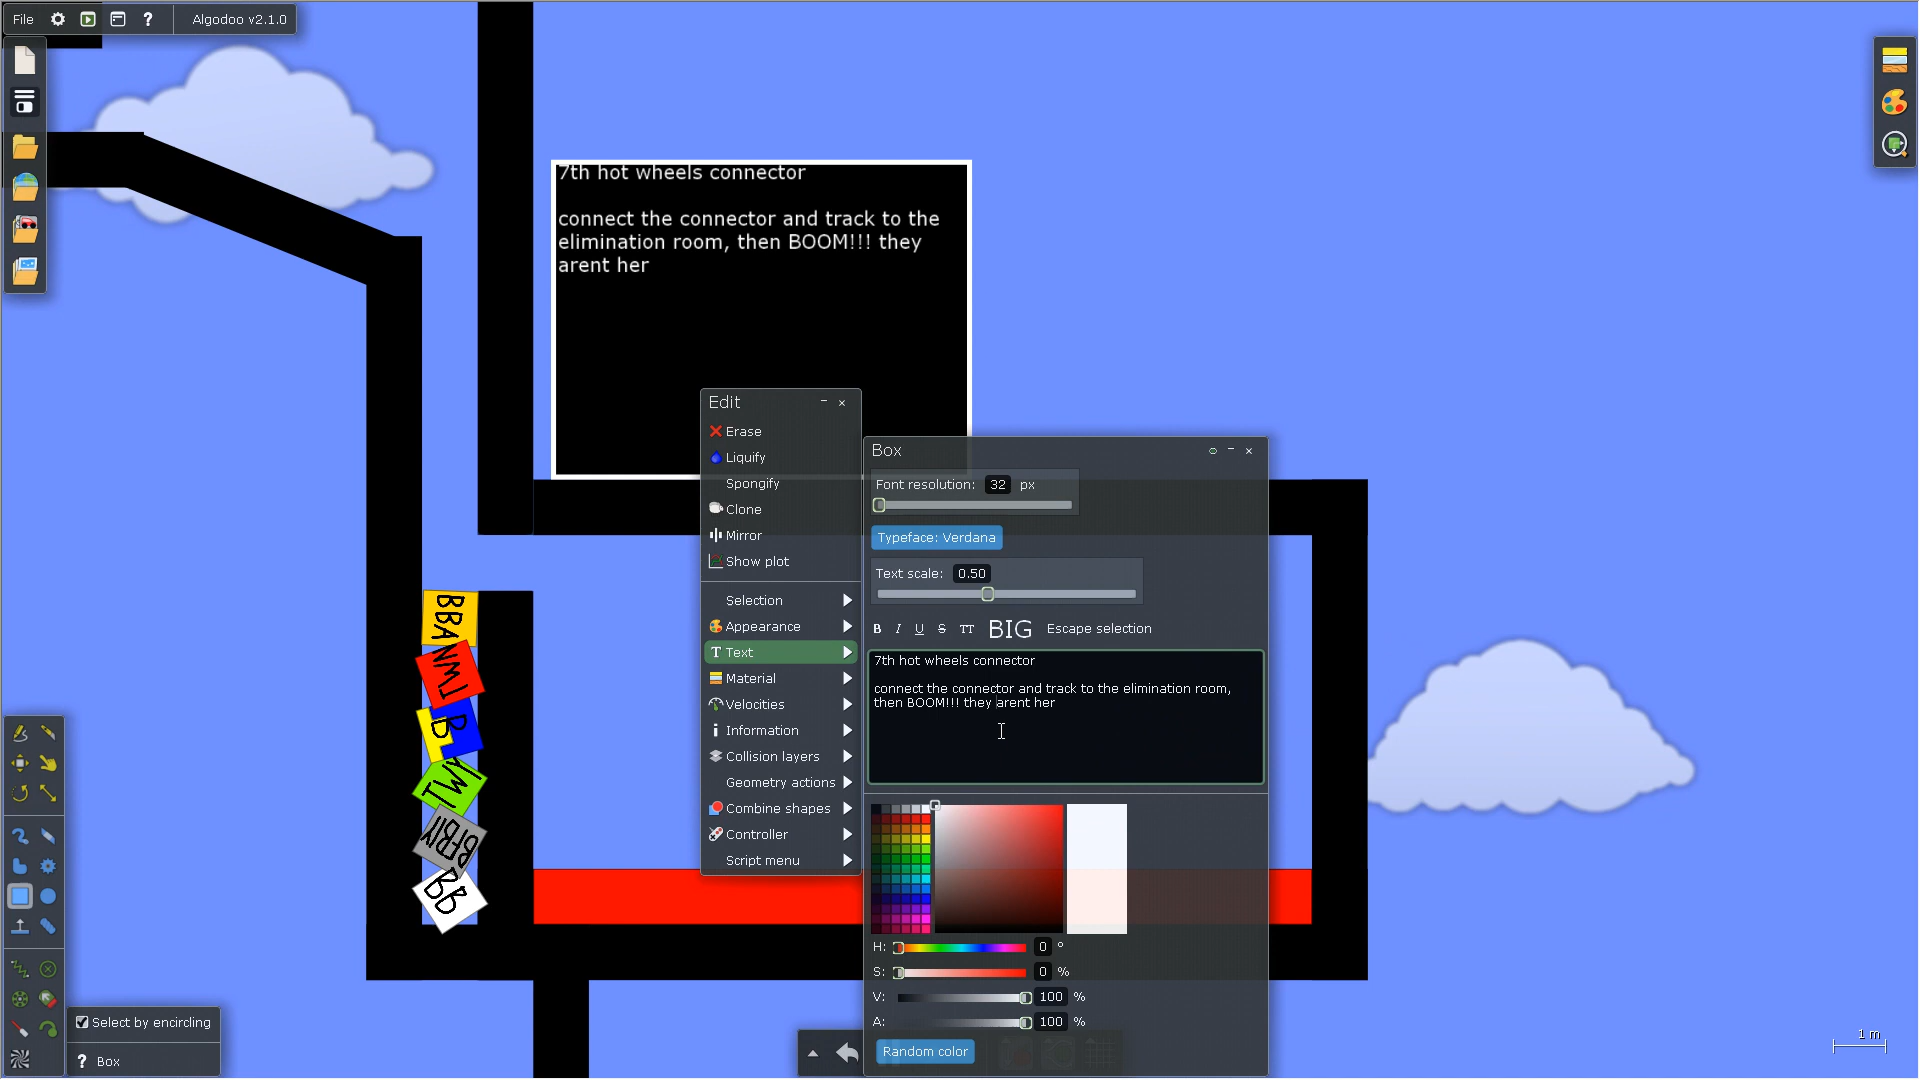 File
?
Algodoo v2.1.0
7th hot wheels connector
connect the connector and track to the
elimination room, then BOOM!!! they
arent her
Edit
Erase
Liquify
Spongify
Clone
Mirror
Show plot
Selection
Appearance
T Text
Material
Velocities
Information
Collision layers
Geometry actions
Combine shapes
Controller
Script menu
Box
Font resolution: 32 px
Typeface: Verdana
Text scale: 0.50
B I U S TT BIG Escape selection
7th hot wheels connector
connect the connector and track to the elimination room,
then BOOM!!! they arent her
H: 0 °
S: 0 %
V: 100 %
A: 100 %
Random color
BBA
B
BB
Select by encircling
? Box
1 m